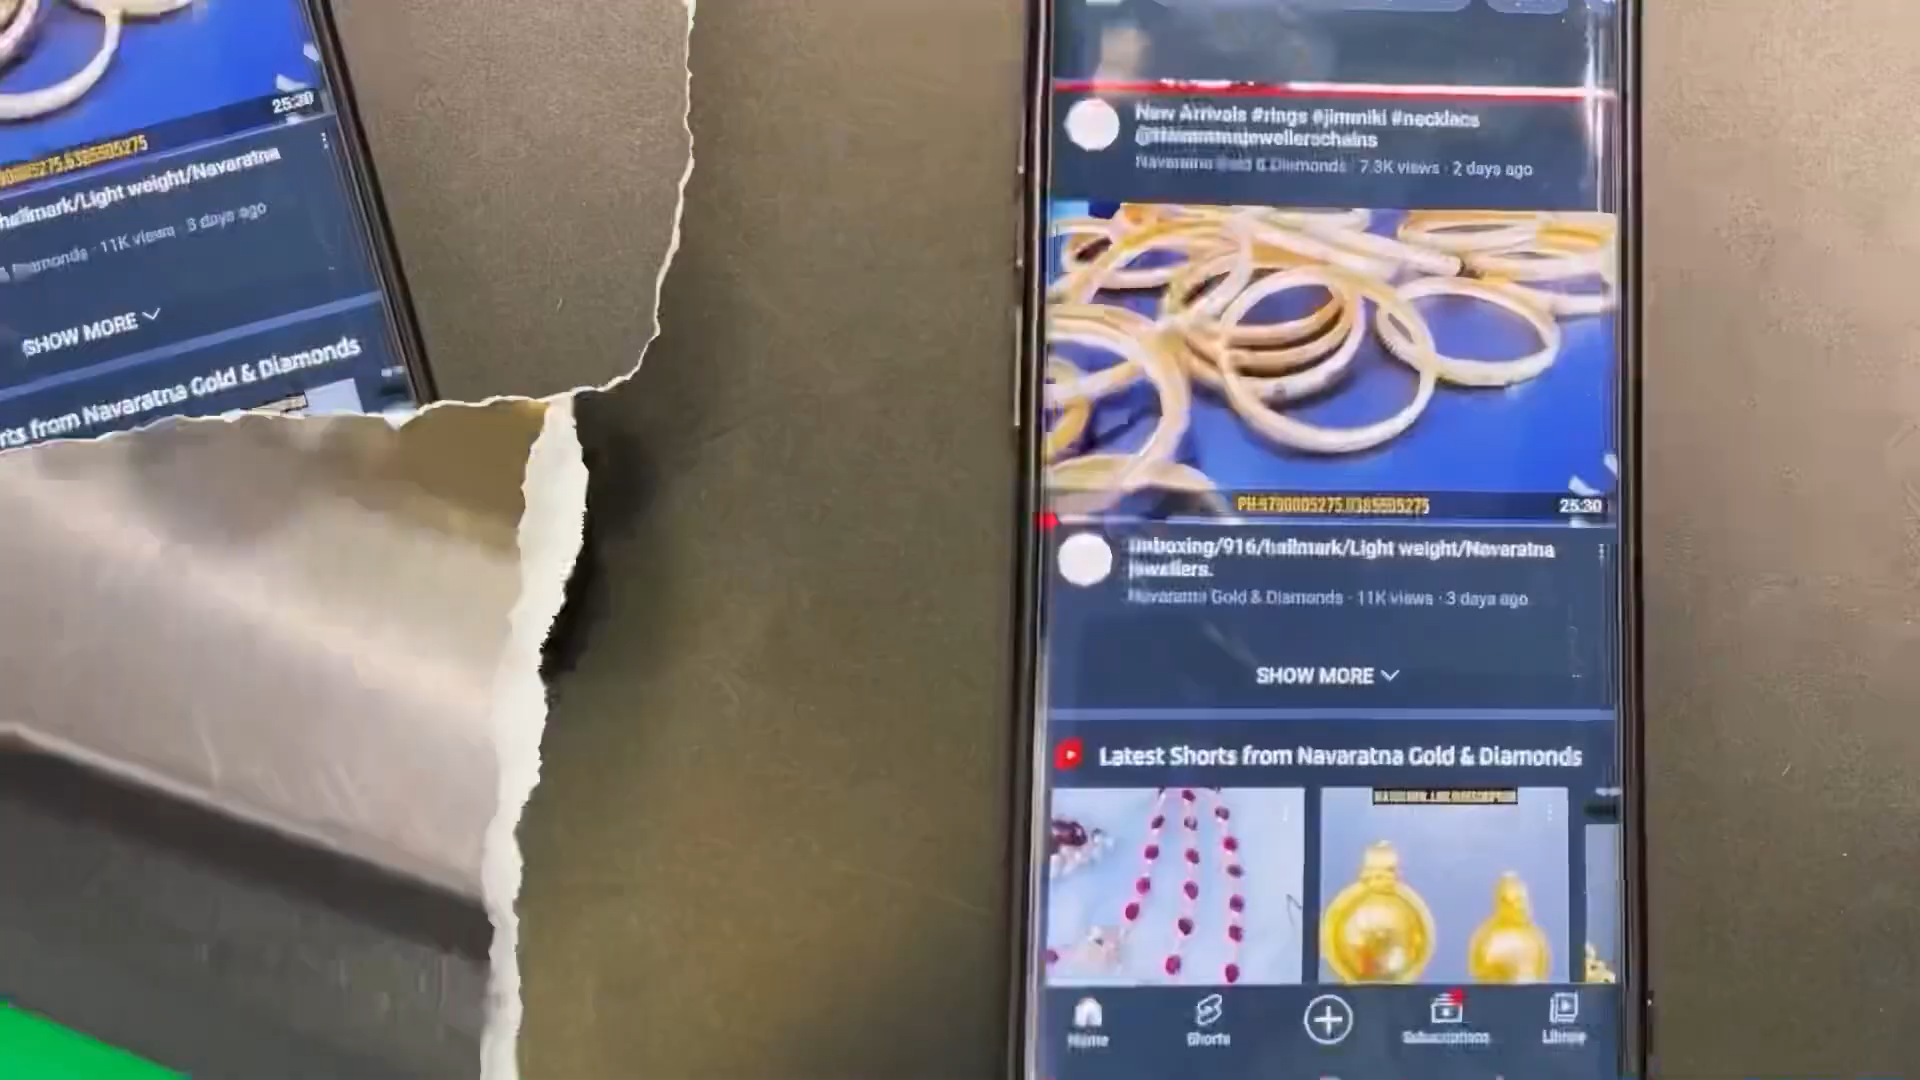 25:30
hallmark/Light weight/Navaratna
Diamonds · 11K views · 3 days ago
SHOW MORE
rts from Navaratna Gold & Diamonds
New Arrivals #rings #jimmiki #necklace
Navaratna Gold & Diamonds · 7.3K views · 2 days ago
25:30
Unboxing/916/hallmark/Light weight/Navaratna
jewellers.
Navaratna Gold & Diamonds · 11K views · 3 days ago
SHOW MORE
Latest Shorts from Navaratna Gold & Diamonds
Home
Shorts
Subscriptions
Library